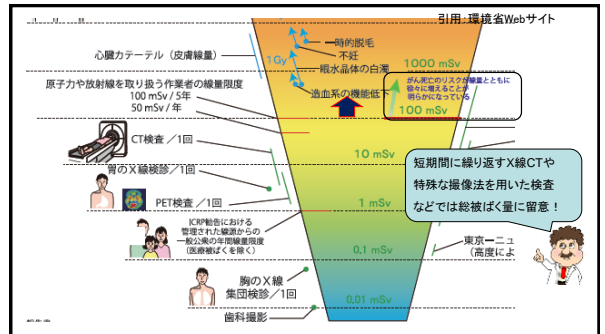 引用：環境省Webサイト
一時的脱毛
不妊
心臓カテーテル（皮膚線量）
1Gy
眼水晶体の白濁
1000 mSv
がん死亡のリスクが線量とともに
徐々に増えることが
明らかになっている
造血系の機能低下
原子力や放射線を取り扱う作業者の線量限度
100 mSv / 5年
50 mSv / 年
100 mSv
CT検査 ／1回
10 mSv
胃のX線検診／1回
短期間に繰り返すX線CTや
特殊な撮像法を用いた検査
などでは総被ばく量に留意！
PET検査 ／1回
1 mSv
ICRP勧告における
管理された線源からの
一般公衆の年間線量限度
（医療被ばくを除く）
0.1 mSv
東京ーニュ
（高度によ
胸のX線
集団検診／1回
0.01 mSv
歯科撮影